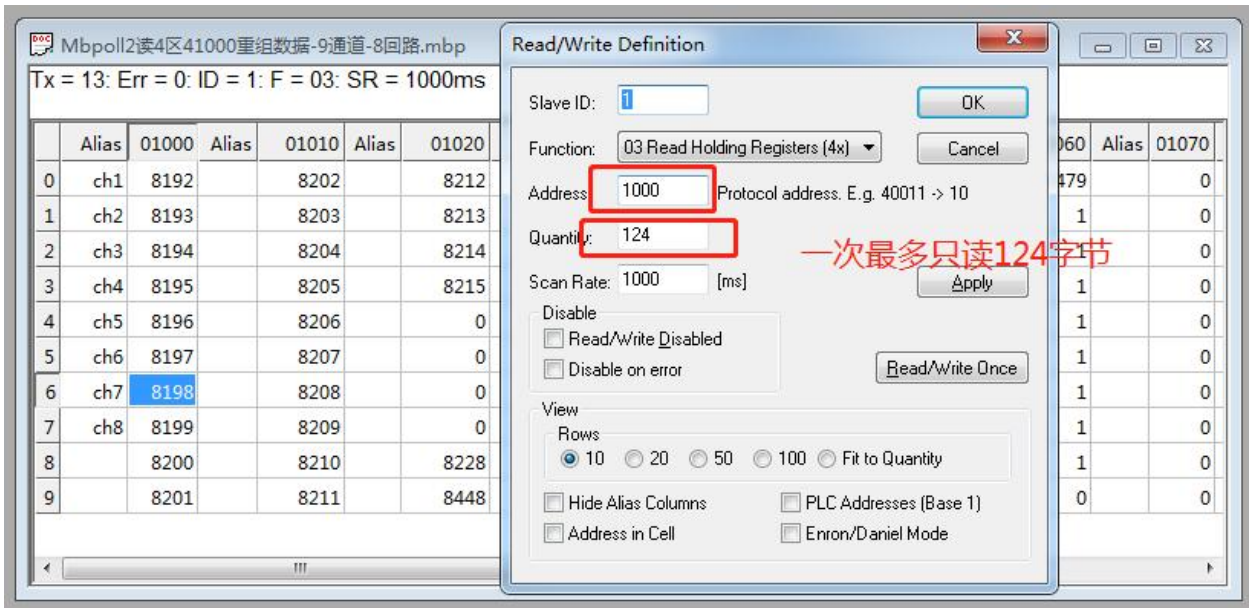 Mbpoll2读4区41000重组数据-9通道-8回路.mbp
Tx = 13: Err = 0: ID = 1: F = 03: SR = 1000ms
Alias 01000 Alias 01010 Alias 01020 060 Alias 01070
0 ch1 8192 8202 8212 479 0
1 ch2 8193 8203 8213 1 0
2 ch3 8194 8204 8214 1 0
3 ch4 8195 8205 8215 1 0
4 ch5 8196 8206 0 1 0
5 ch6 8197 8207 0 1 0
6 ch7 8198 8208 0 1 0
7 ch8 8199 8209 0 1 0
8 8200 8210 8228 1 0
9 8201 8211 8448 0 0
Read/Write Definition
Slave ID: 1 OK
Function: 03 Read Holding Registers (4x) Cancel
Address 1000 Protocol address. E.g. 40011 -> 10
Quantity: 124
一次最多只读124字节
Scan Rate: 1000 [ms] Apply
Disable
Read/Write Disabled
Disable on error
Read/Write Once
View
Rows
10 20 50 100 Fit to Quantity
Hide Alias Columns PLC Addresses (Base 1)
Address in Cell Enron/Daniel Mode